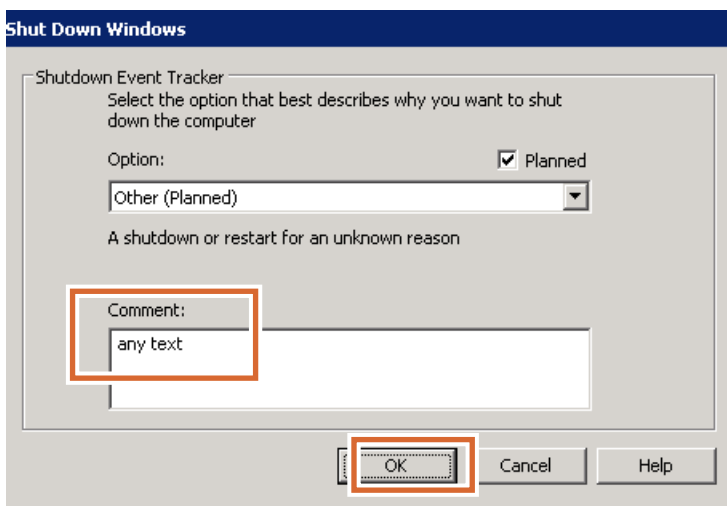 Shut Down Windows
Shutdown Event Tracker
Select the option that best describes why you want to shut
down the computer
Option:
Planned
Other (Planned)
A shutdown or restart for an unknown reason
Comment:
any text
OK
Cancel
Help